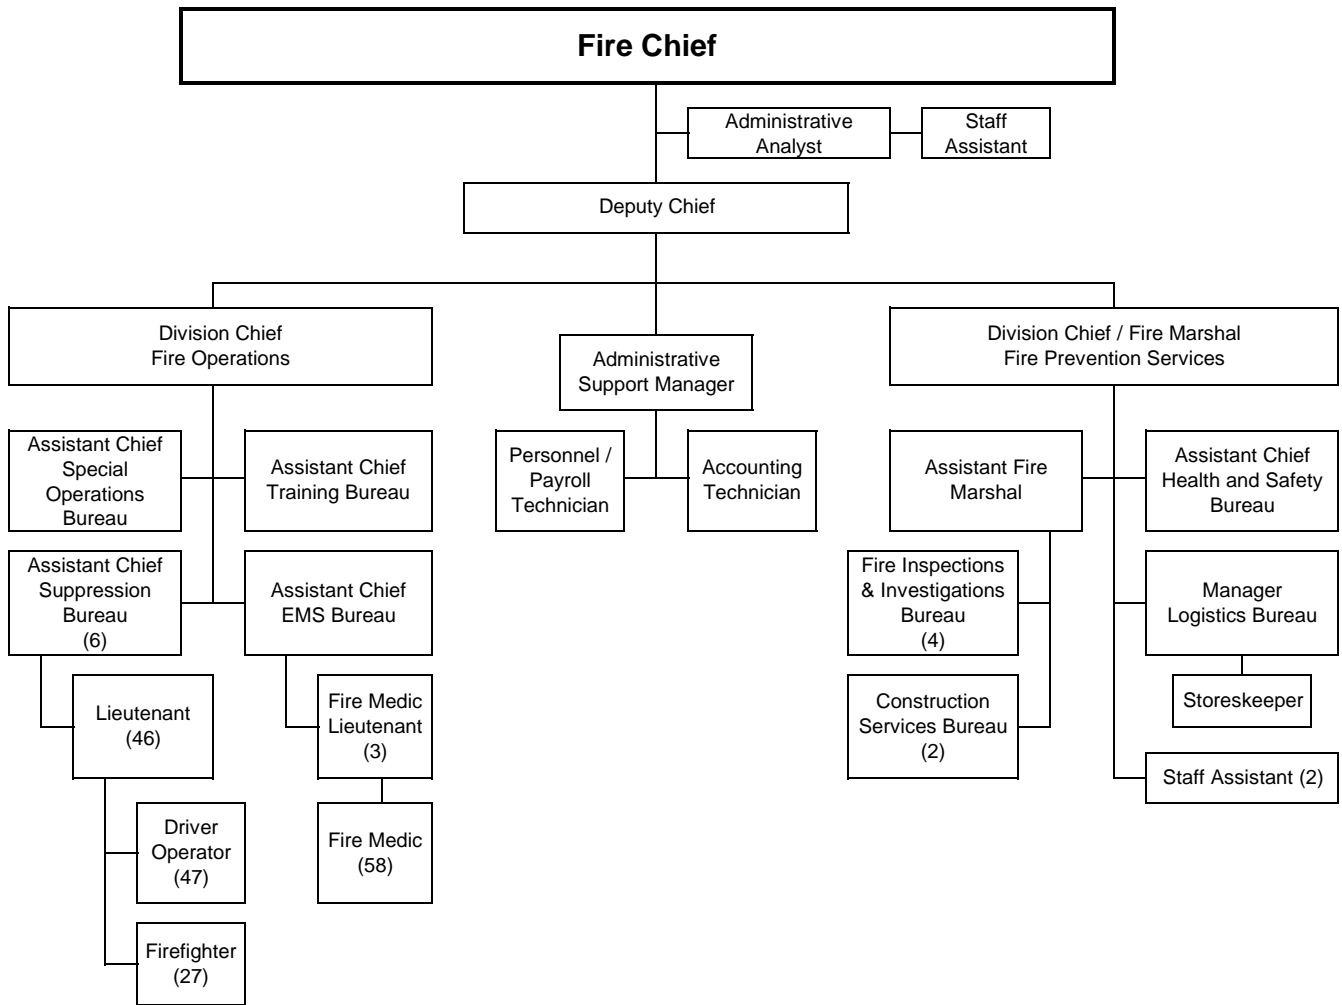 Fire Chief
Administrative
Analyst
Staff
Assistant
Deputy Chief
Division Chief
Fire Operations
Administrative
Support Manager
Division Chief / Fire Marshal
Fire Prevention Services
Assistant Chief
Special
Operations
Bureau
Assistant Chief
Training Bureau
Personnel /
Payroll
Technician
Accounting
Technician
Assistant Fire
Marshal
Assistant Chief
Health and Safety
Bureau
Assistant Chief
Suppression
Bureau
(6)
Assistant Chief
EMS Bureau
Fire Inspections
& Investigations
Bureau
(4)
Manager
Logistics Bureau
Lieutenant
(46)
Fire Medic
Lieutenant
(3)
Construction
Services Bureau
(2)
Storeskeeper
Staff Assistant (2)
Driver
Operator
(47)
Fire Medic
(58)
Firefighter
(27)